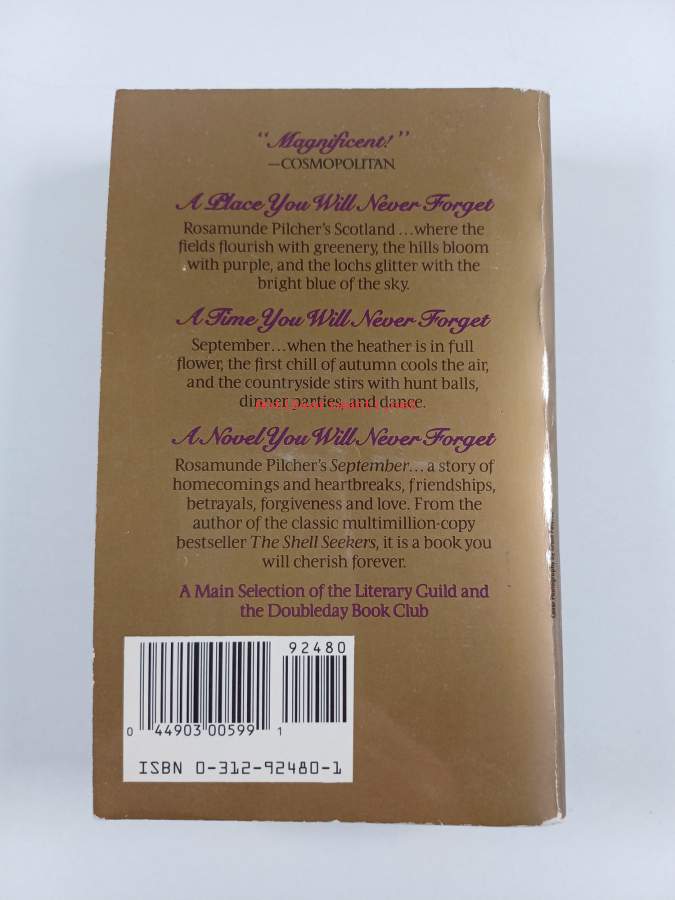 “Magnificent!”
—COSMOPOLITAN
A Place You Will Never Forget
Rosamunde Pilcher's Scotland...where the
fields flourish with greenery, the hills bloom
with purple, and the lochs glitter with the
bright blue of the sky.
A Time You Will Never Forget
September...when the heather is in full
flower, the first chill of autumn cools the air,
and the countryside stirs with hunt balls,
dinner parties, and dance.
A Novel You Will Never Forget
Rosamunde Pilcher's September...a story of
homecomings and heartbreaks, friendships,
betrayals, forgiveness and love. From the
author of the classic multimillion-copy
bestseller The Shell Seekers, it is a book you
will cherish forever.
A Main Selection of the Literary Guild and
the Doubleday Book Club
92480
0 44903 00599 1
ISBN 0-312-92480-1